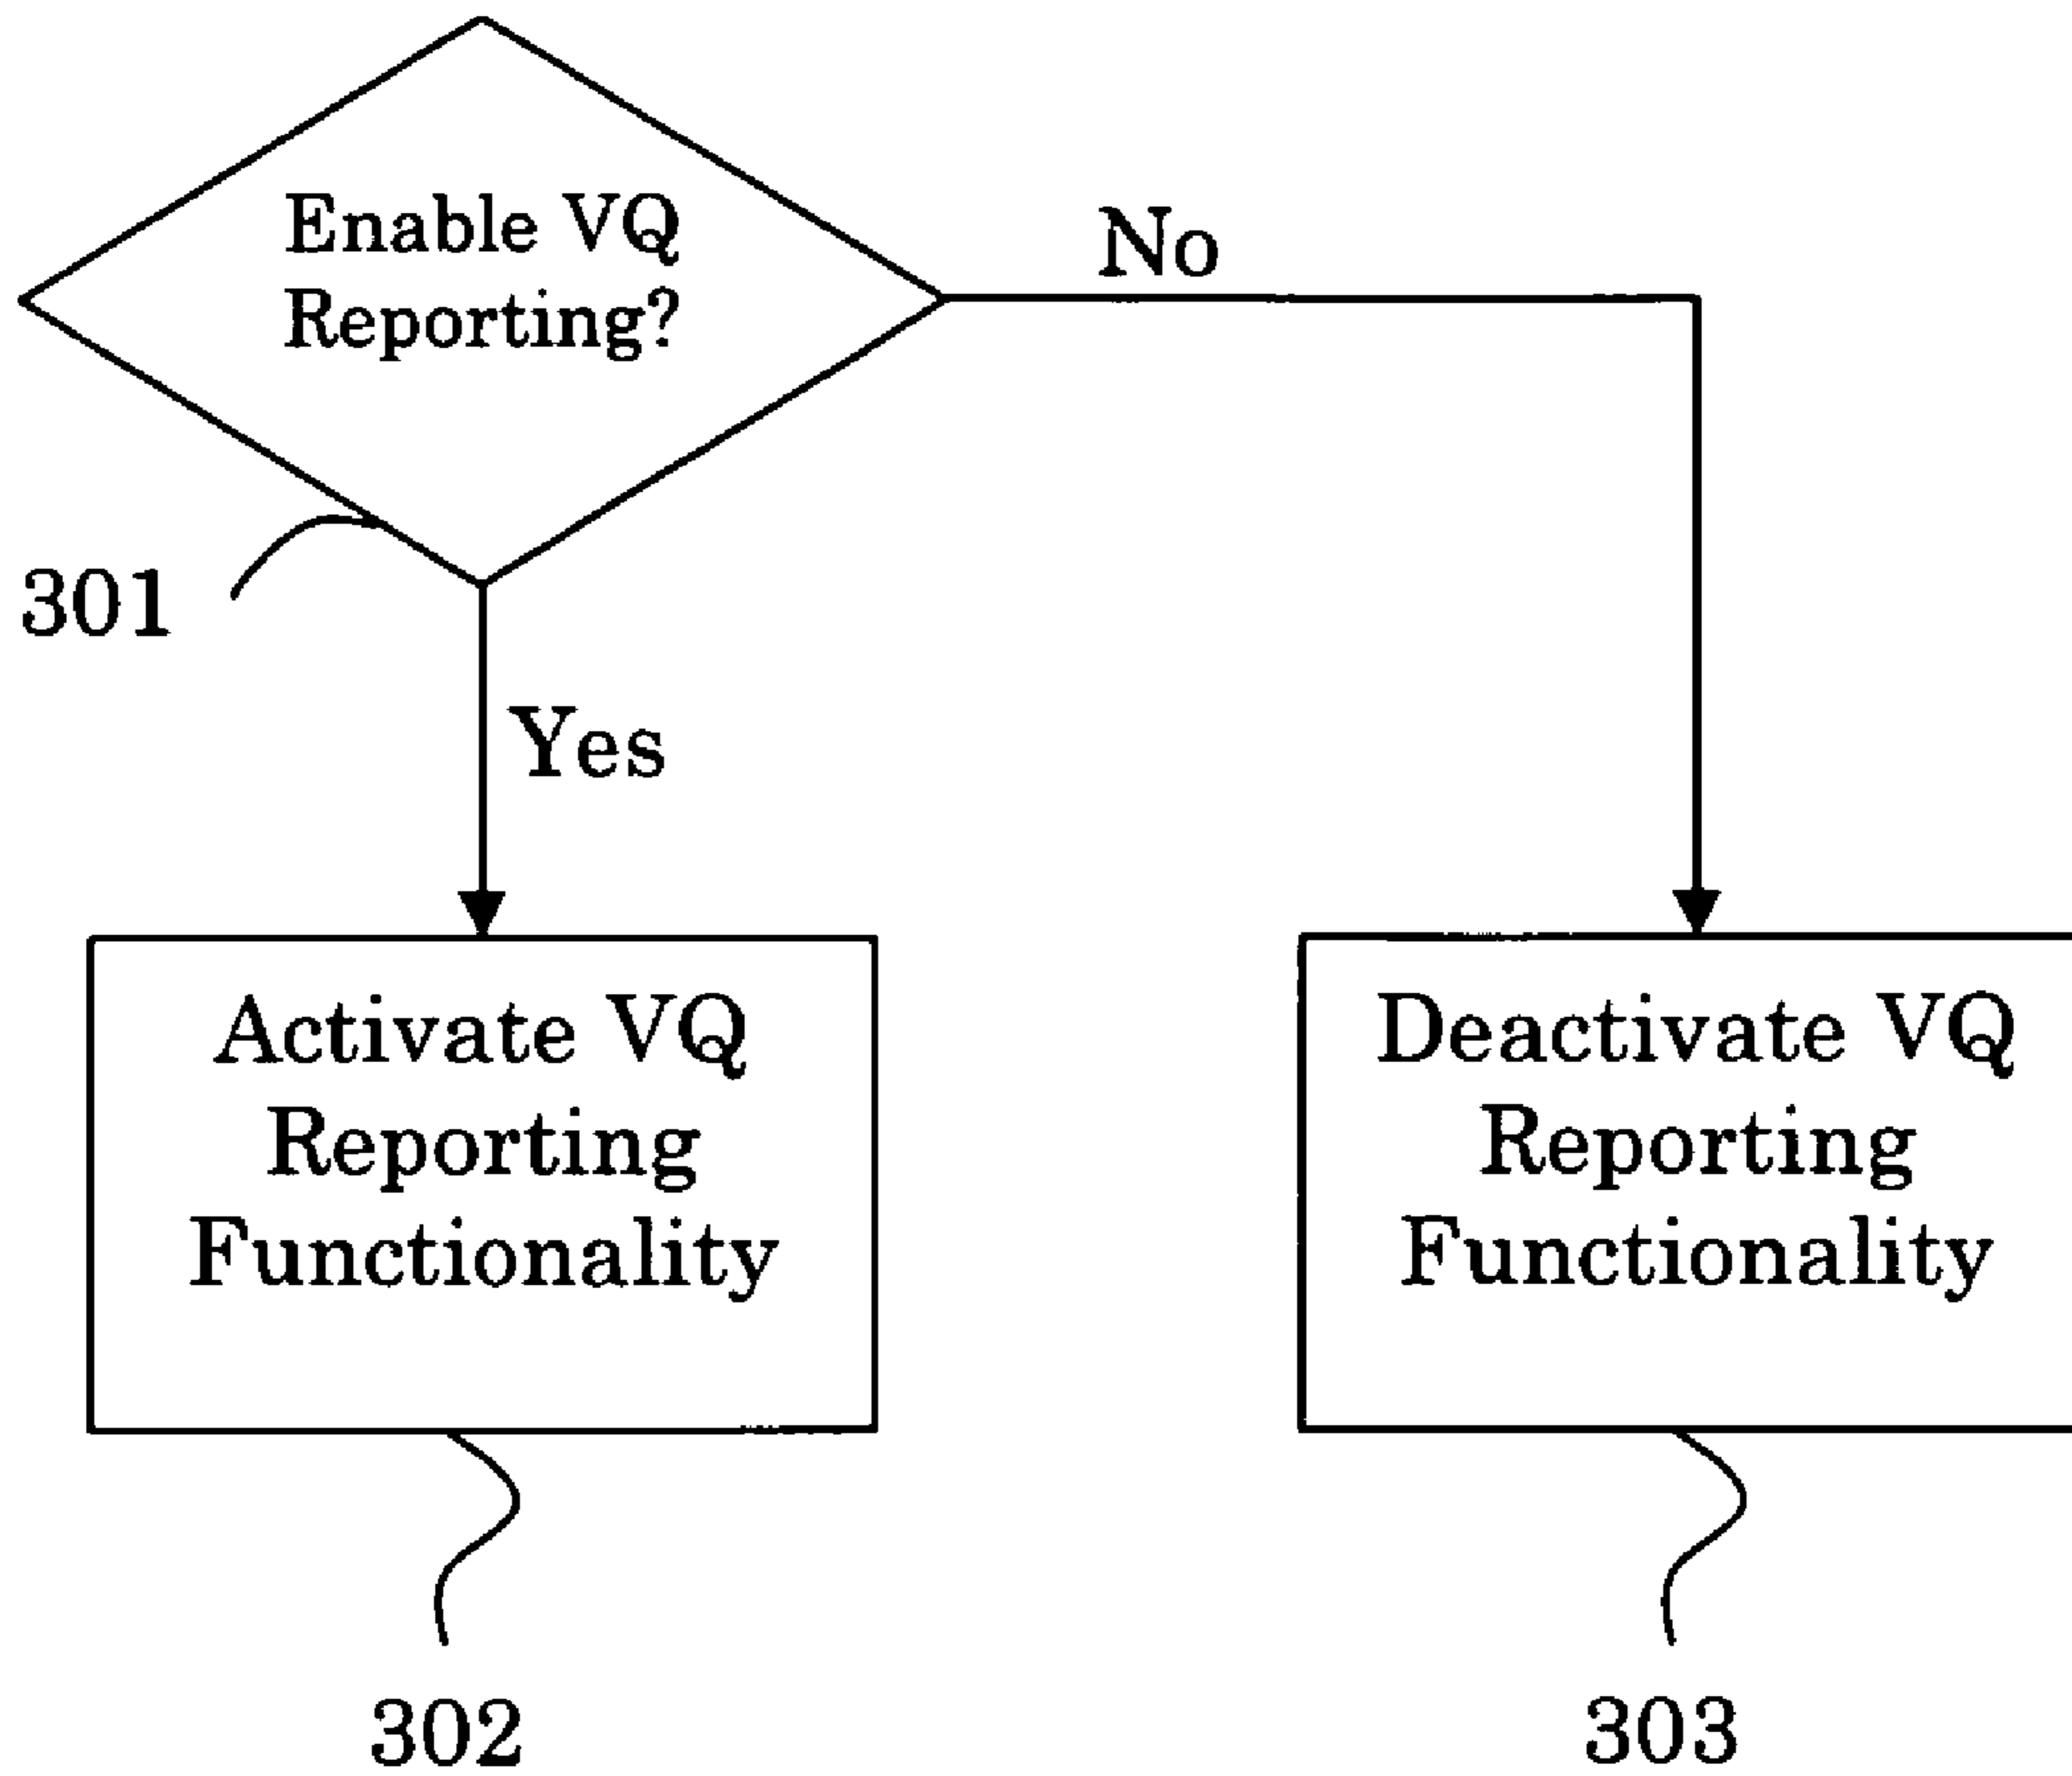 Enable VQ
Reporting?
No
301
Yes
Activate VQ
Reporting
Functionality
Deactivate VQ
Reporting
Functionality
302
303